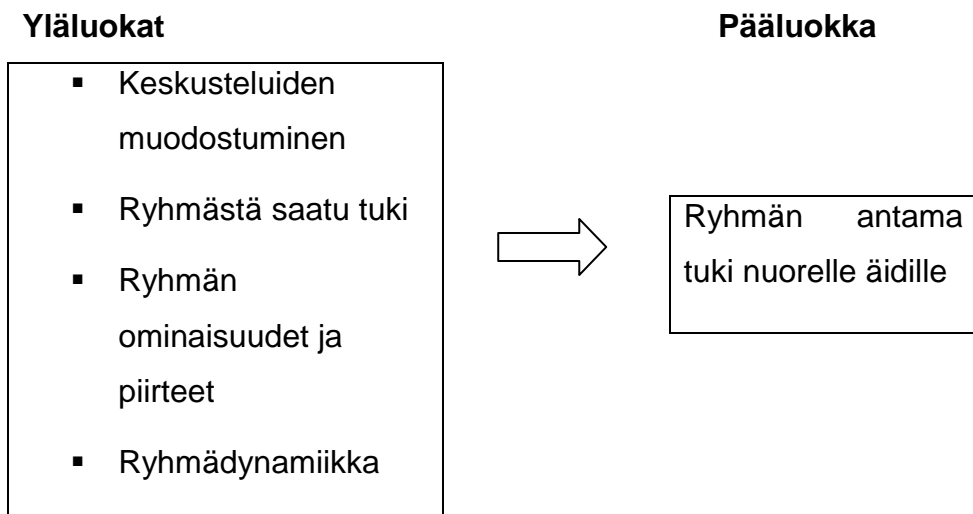 Yläluokat
Pääluokka
▪ Keskusteluiden
muodostuminen
▪ Ryhmästä saatu tuki
▪ Ryhmän
ominaisuudet ja
piirteet
▪ Ryhmädynamiikka
Ryhmän antama
tuki nuorelle äidille